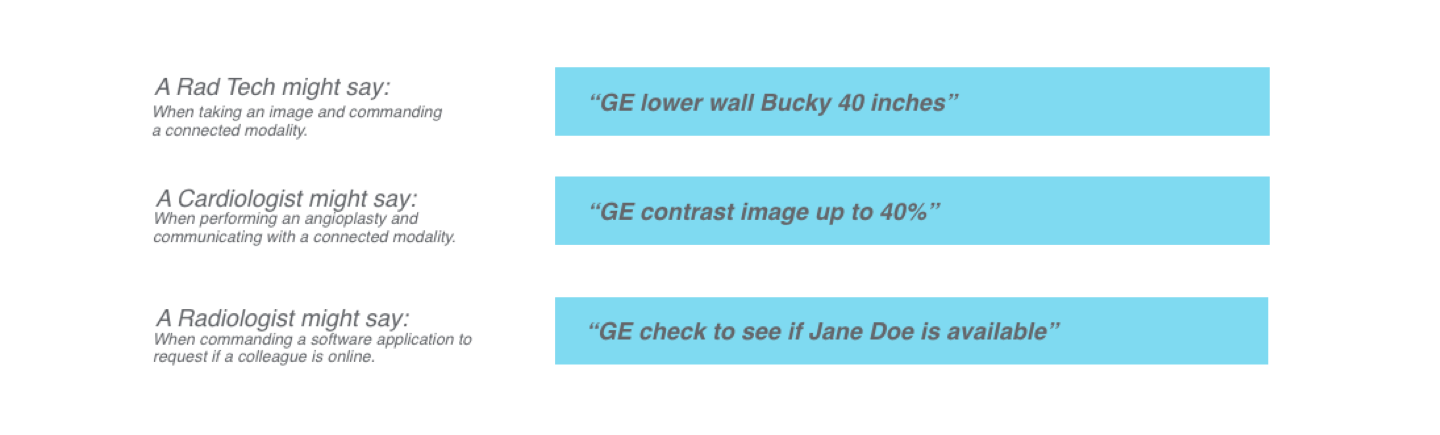 A Rad Tech might say:
When taking an image and commanding
a connected modality.
“GE lower wall Bucky 40 inches”
A Cardiologist might say:
When performing an angioplasty and
communicating with a connected modality.
“GE contrast image up to 40%”
A Radiologist might say:
When commanding a software application to
request if a colleague is online.
“GE check to see if Jane Doe is available”